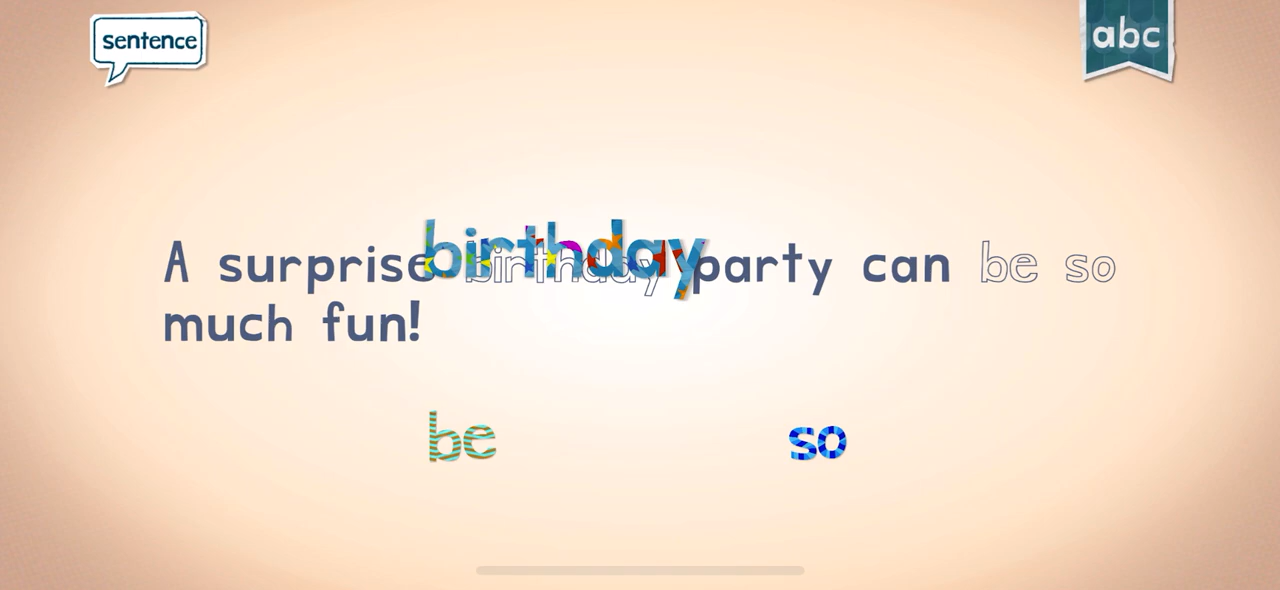 sentence
abc
A surprise birthday party can be so
much fun!
birthday
be
so